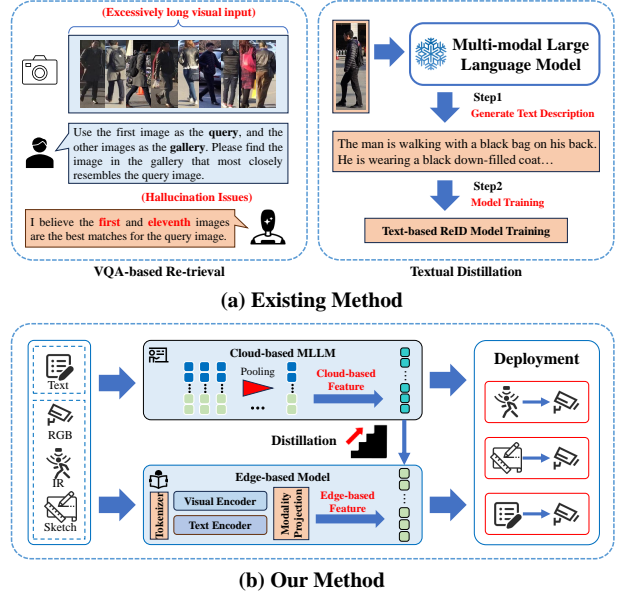 (Excessively long visual input)
Use the first image as the query, and the
other images as the gallery. Please find the
image in the gallery that most closely
resembles the query image.
(Hallucination Issues)
I believe the first and eleventh images
are the best matches for the query image.
VQA-based Re-trieval
Multi-modal Large
Language Model
Step1
Generate Text Description
The man is walking with a black bag on his back.
He is wearing a black down-filled coat…
Step2
Model Training
Text-based ReID Model Training
Textual Distillation
(a) Existing Method
Text
RGB
IR
Sketch
Cloud-based MLLM
Pooling
Cloud-based
Feature
Distillation
Edge-based Model
Tokenizer
Visual Encoder
Text Encoder
Modality
Projection
Edge-based
Feature
Deployment
(b) Our Method